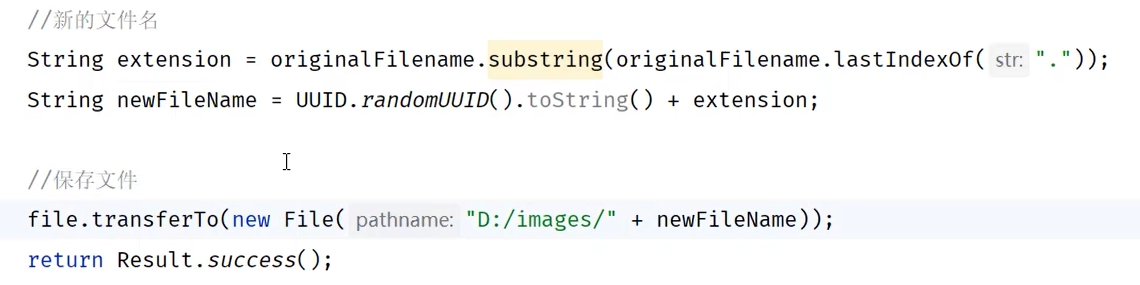 //新的文件名
String extension = originalFilename.substring(originalFilename.lastIndexOf( str: "."));
String newFileName = UUID.randomUUID().toString() + extension;
//保存文件
file.transferTo(new File( pathname: "D:/images/" + newFileName));
return Result.success();